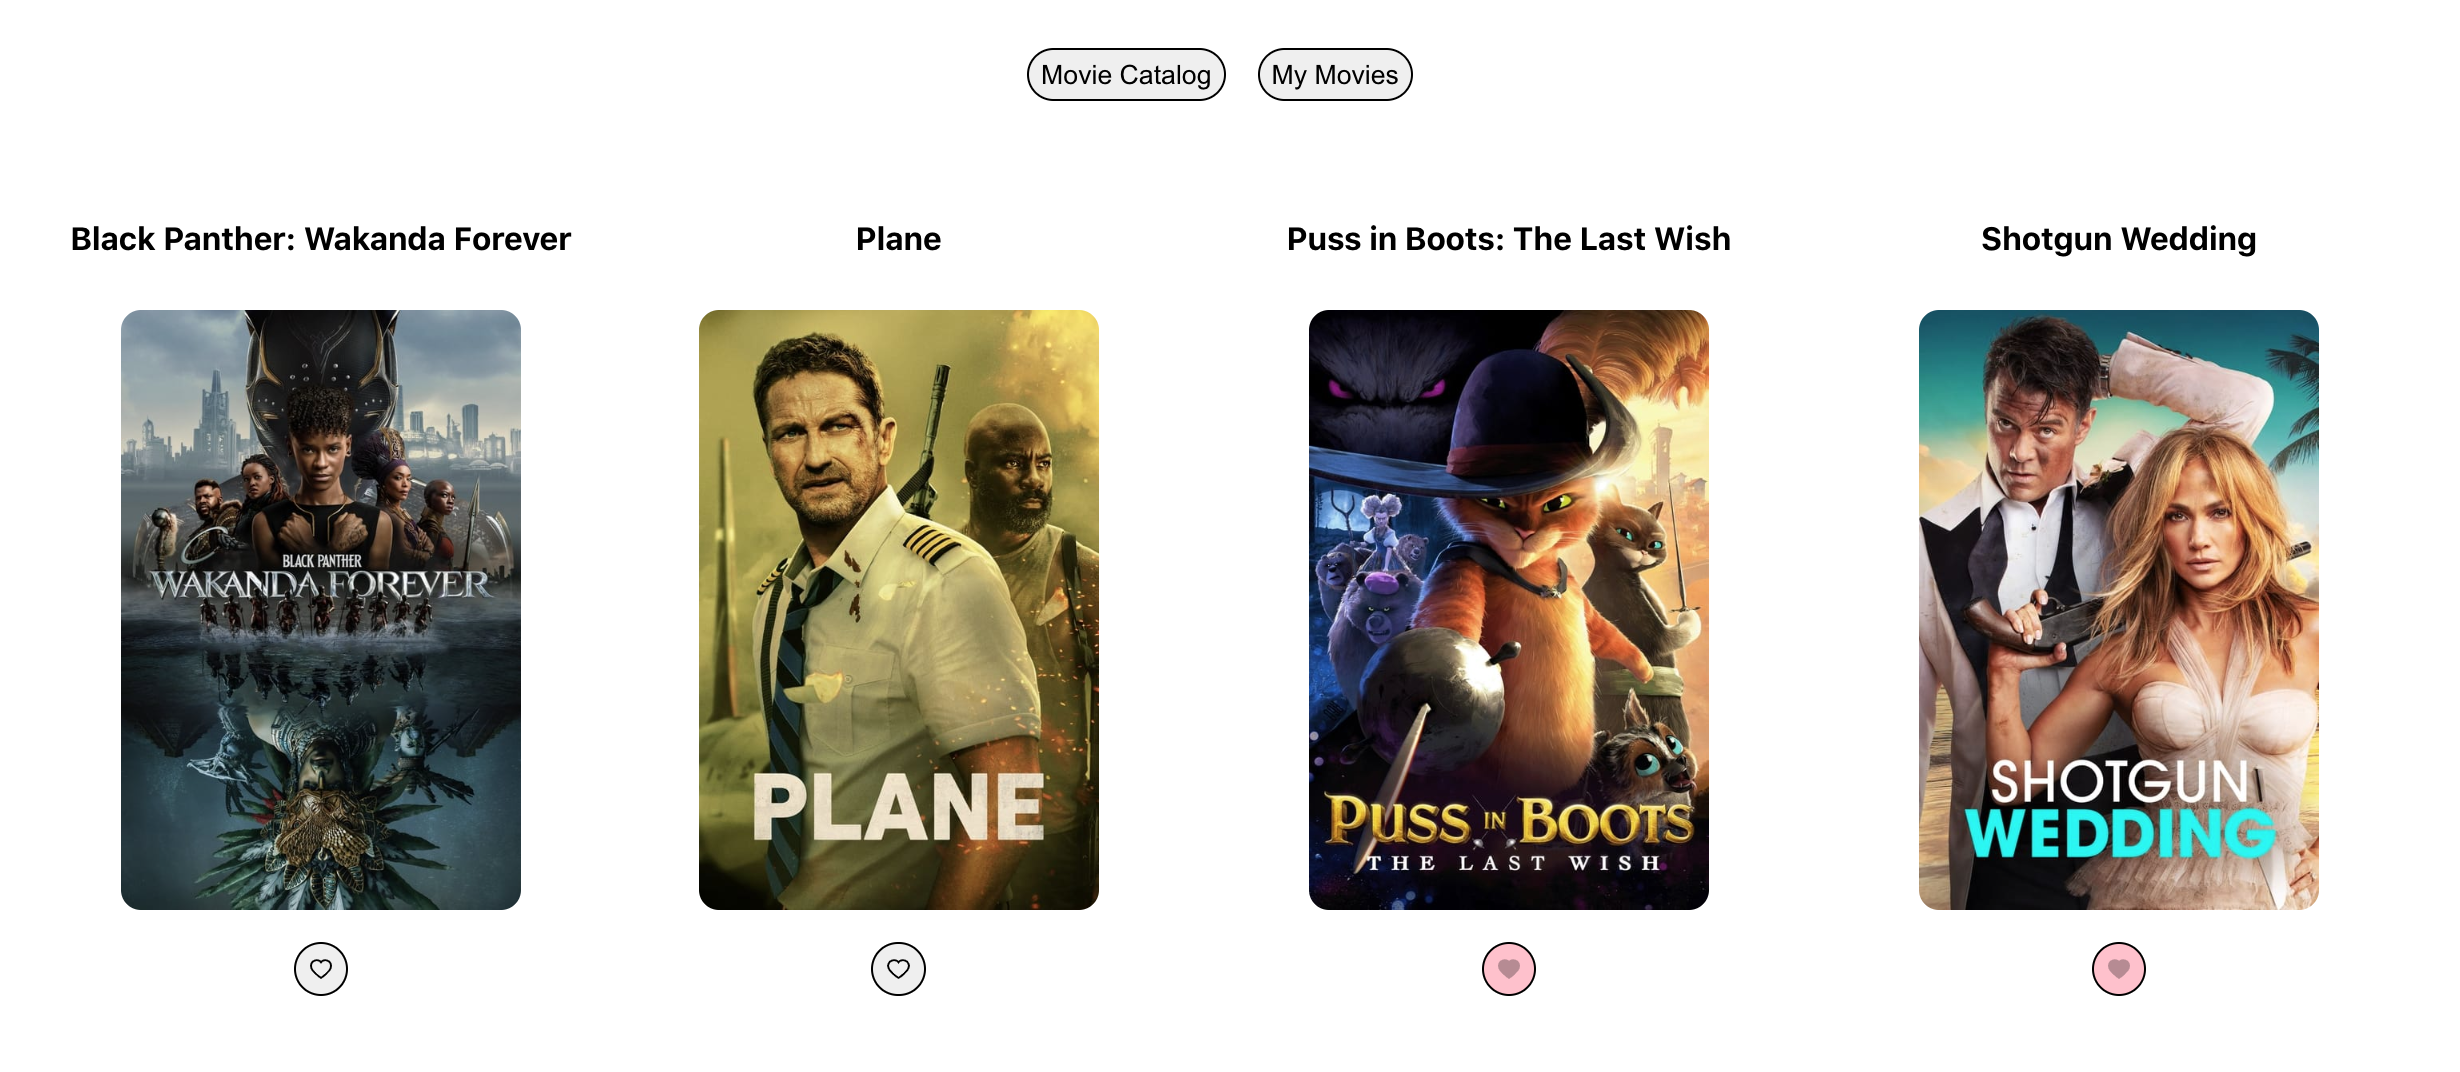 Movie Catalog
My Movies
Black Panther: Wakanda Forever
Plane
Puss in Boots: The Last Wish
Shotgun Wedding
BLACK PANTHER
WAKANDA FOREVER
PLANE
PUSS IN BOOTS
THE LAST WISH
SHOTGUN
WEDDING